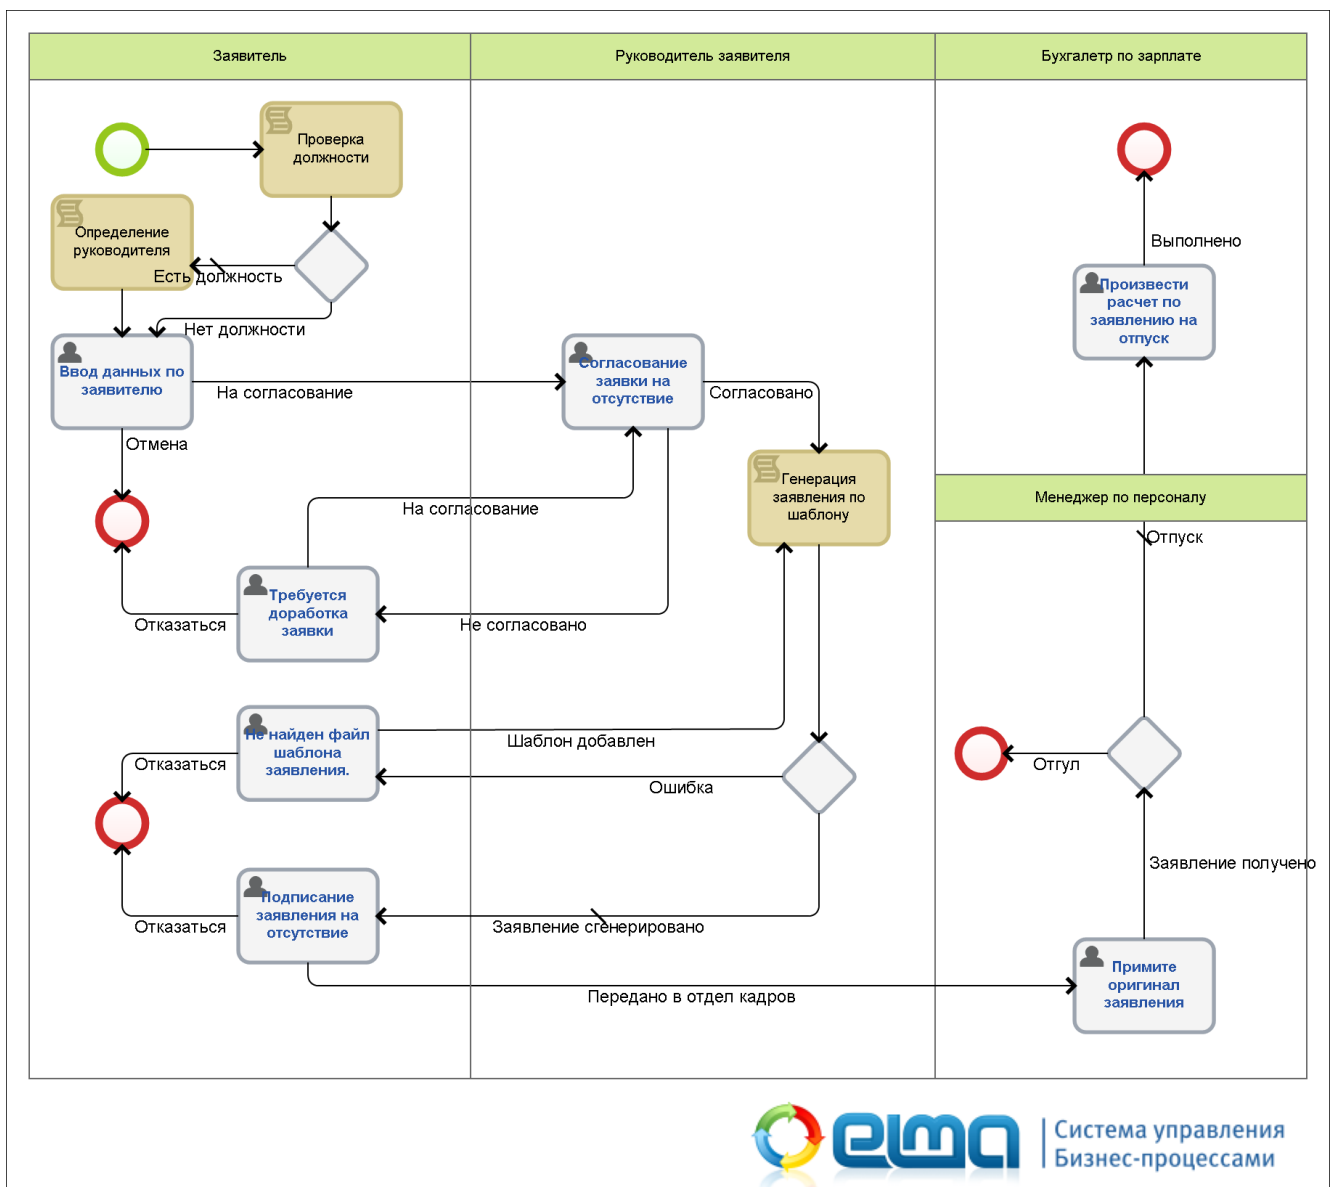 Заявитель
Руководитель заявителя
Бухгалетр по зарплате
Проверка
должности
Определение
руководителя
Есть должность
Нет должности
Выполнено
Произвести
расчет по
заявлению на
отпуск
Ввод данных по
заявителю
На согласование
Согласование
заявки на
отсутствие
Согласовано
Отмена
Генерация
заявления по
шаблону
Менеджер по персоналу
На согласование
Отпуск
Требуется
доработка
заявки
Отказаться
Не согласовано
Не найден файл
шаблона
заявления.
Шаблон добавлен
Отказаться
Ошибка
Отгул
Заявление получено
Подписание
заявления на
отсутствие
Отказаться
Заявление сгенерировано
Примите
оригинал
заявления
Передано в отдел кадров
elma
Система управления
Бизнес-процессами